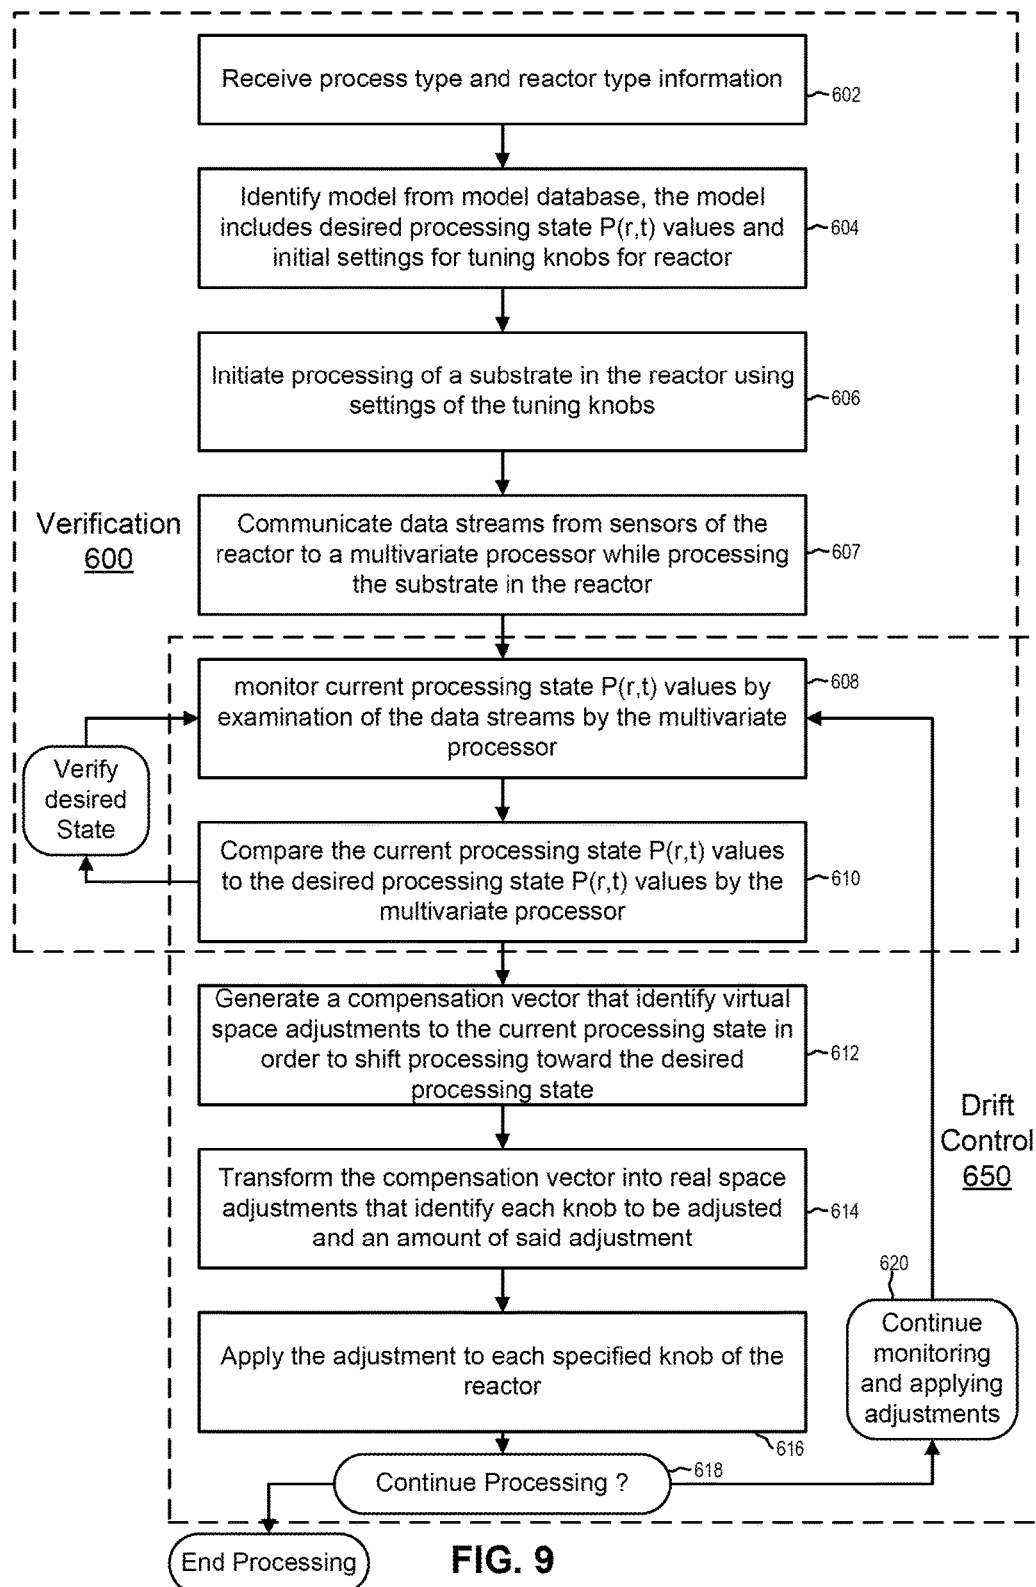 Receive process type and reactor type information
602
Identify model from model database, the model
includes desired processing state P(r,t) values and
initial settings for tuning knobs for reactor
604
Initiate processing of a substrate in the reactor using
settings of the tuning knobs
606
Verification
600
Communicate data streams from sensors of the
reactor to a multivariate processor while processing
the substrate in the reactor
607
monitor current processing state P(r,t) values by
examination of the data streams by the multivariate
processor
608
Verify
desired
State
Compare the current processing state P(r,t) values
to the desired processing state P(r,t) values by the
multivariate processor
610
Generate a compensation vector that identify virtual
space adjustments to the current processing state in
order to shift processing toward the desired
processing state
612
Drift
Control
650
Transform the compensation vector into real space
adjustments that identify each knob to be adjusted
and an amount of said adjustment
614
620
Continue
monitoring
and applying
adjustments
Apply the adjustment to each specified knob of the
reactor
616
Continue Processing ?
618
End Processing
FIG. 9